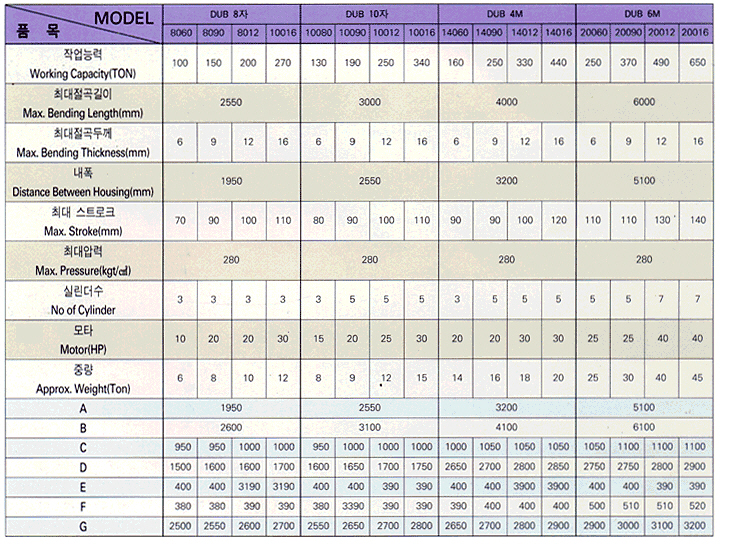 MODEL
품 목
DUB 8자 DUB 10자 DUB 4M DUB 6M
8060 8090 8012 10016 10080 10090 10012 10016 14060 14090 14012 14016 20060 20090 20012 20016
작업능력
Working Capacity(TON)
100 150 200 270 130 190 250 340 160 250 330 440 250 370 490 650
최대절곡길이
Max. Bending Length(mm)
2550 3000 4000 6000
최대절곡두께
Max. Bending Thickness(mm)
6 9 12 16 6 9 12 16 6 9 12 16 6 9 12 16
내폭
Distance Between Housing(mm)
1950 2550 3200 5100
최대 스트로크
Max. Stroke(mm)
70 90 100 110 80 90 100 110 90 90 100 120 110 110 130 140
최대압력
Max. Pressure(kgt/㎠)
280 280 280 280
실린더수
No of Cylinder
3 3 3 3 3 5 5 5 3 5 5 5 5 5 7 7
모타
Motor(HP)
10 20 20 30 15 20 25 30 20 20 30 30 25 25 40 40
중량
Approx. Weight(Ton)
6 8 10 12 8 9 12 15 14 16 18 20 25 30 40 45
A 1950 2550 3200 5100
B 2600 3100 4100 6100
C 950 950 1000 1000 950 1000 1000 1000 1000 1050 1050 1050 1050 1100 1100 1100
D 1500 1600 1600 1700 1600 1650 1700 1750 2650 2700 2800 2850 2750 2750 2800 2900
E 400 400 3190 3190 400 400 390 390 400 400 3900 3900 400 400 390 390
F 380 380 390 390 380 3390 390 390 390 400 400 400 500 510 510 520
G 2500 2550 2600 2700 2550 2650 2700 2800 2650 2700 2800 2900 2900 3000 3100 3200